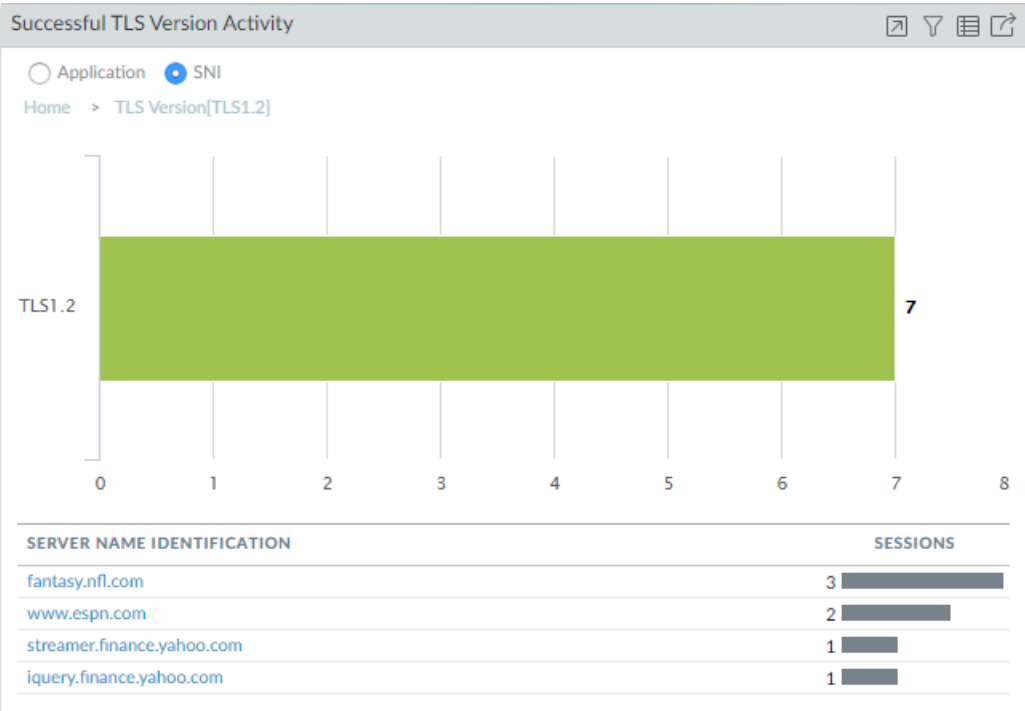 Successful TLS Version Activity
Application SNI
Home > TLS Version[TLS1.2]
TLS1.2
7
0 1 2 3 4 5 6 7 8
SERVER NAME IDENTIFICATION SESSIONS
fantasy.nfl.com 3
www.espn.com 2
streamer.finance.yahoo.com 1
iquery.finance.yahoo.com 1